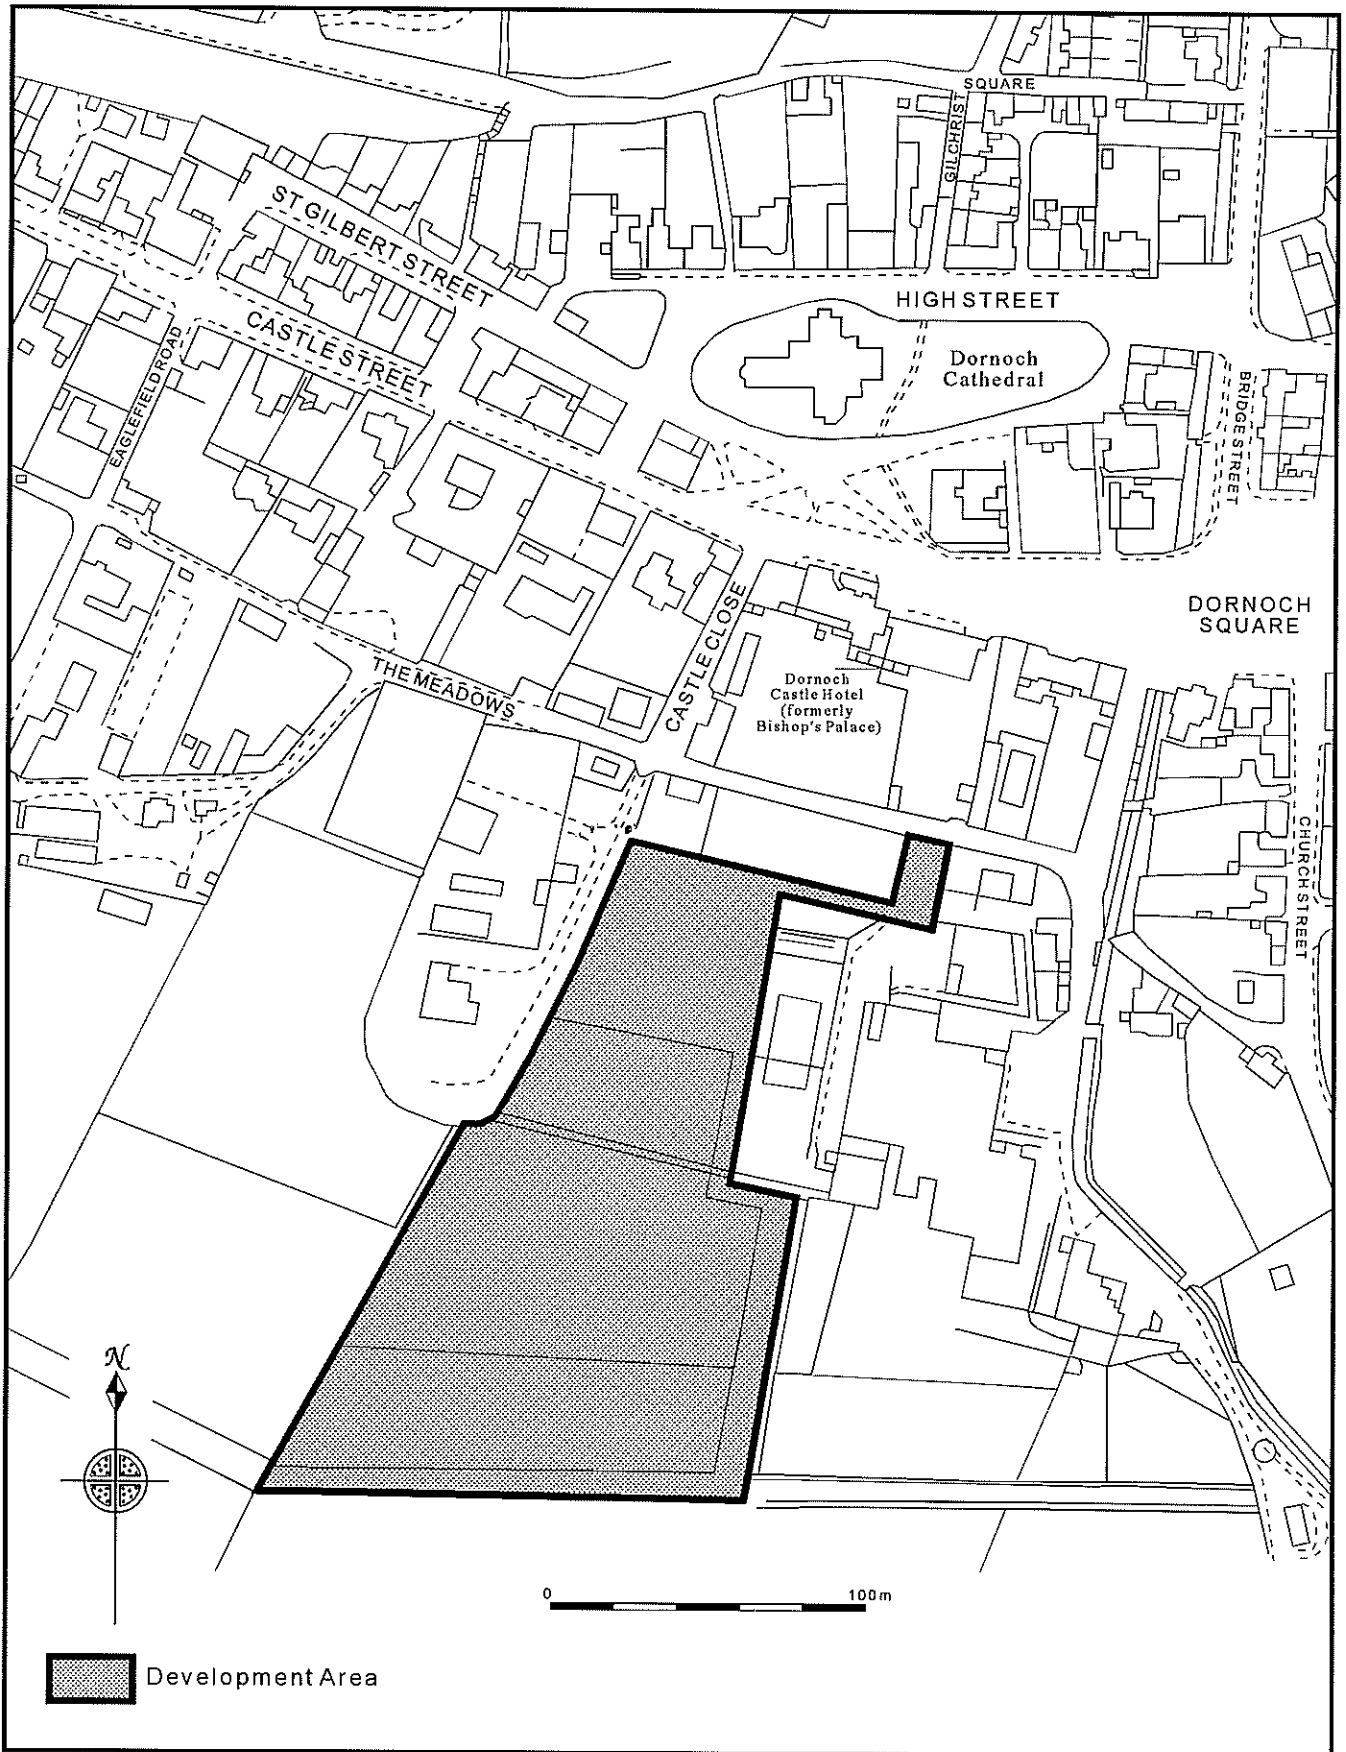 SQUARE
GILCHRIST
ST GILBERT STREET
HIGH STREET
CASTLE STREET
Dornoch
Cathedral
EAGLEFIELD ROAD
BRIDGE STREET
CASTLE CLOSE
DORNOCH
SQUARE
THE MEADOWS
Dornoch
Castle Hotel
(formerly
Bishop's Palace)
CHURCH STREET
N
0 100m
Development Area